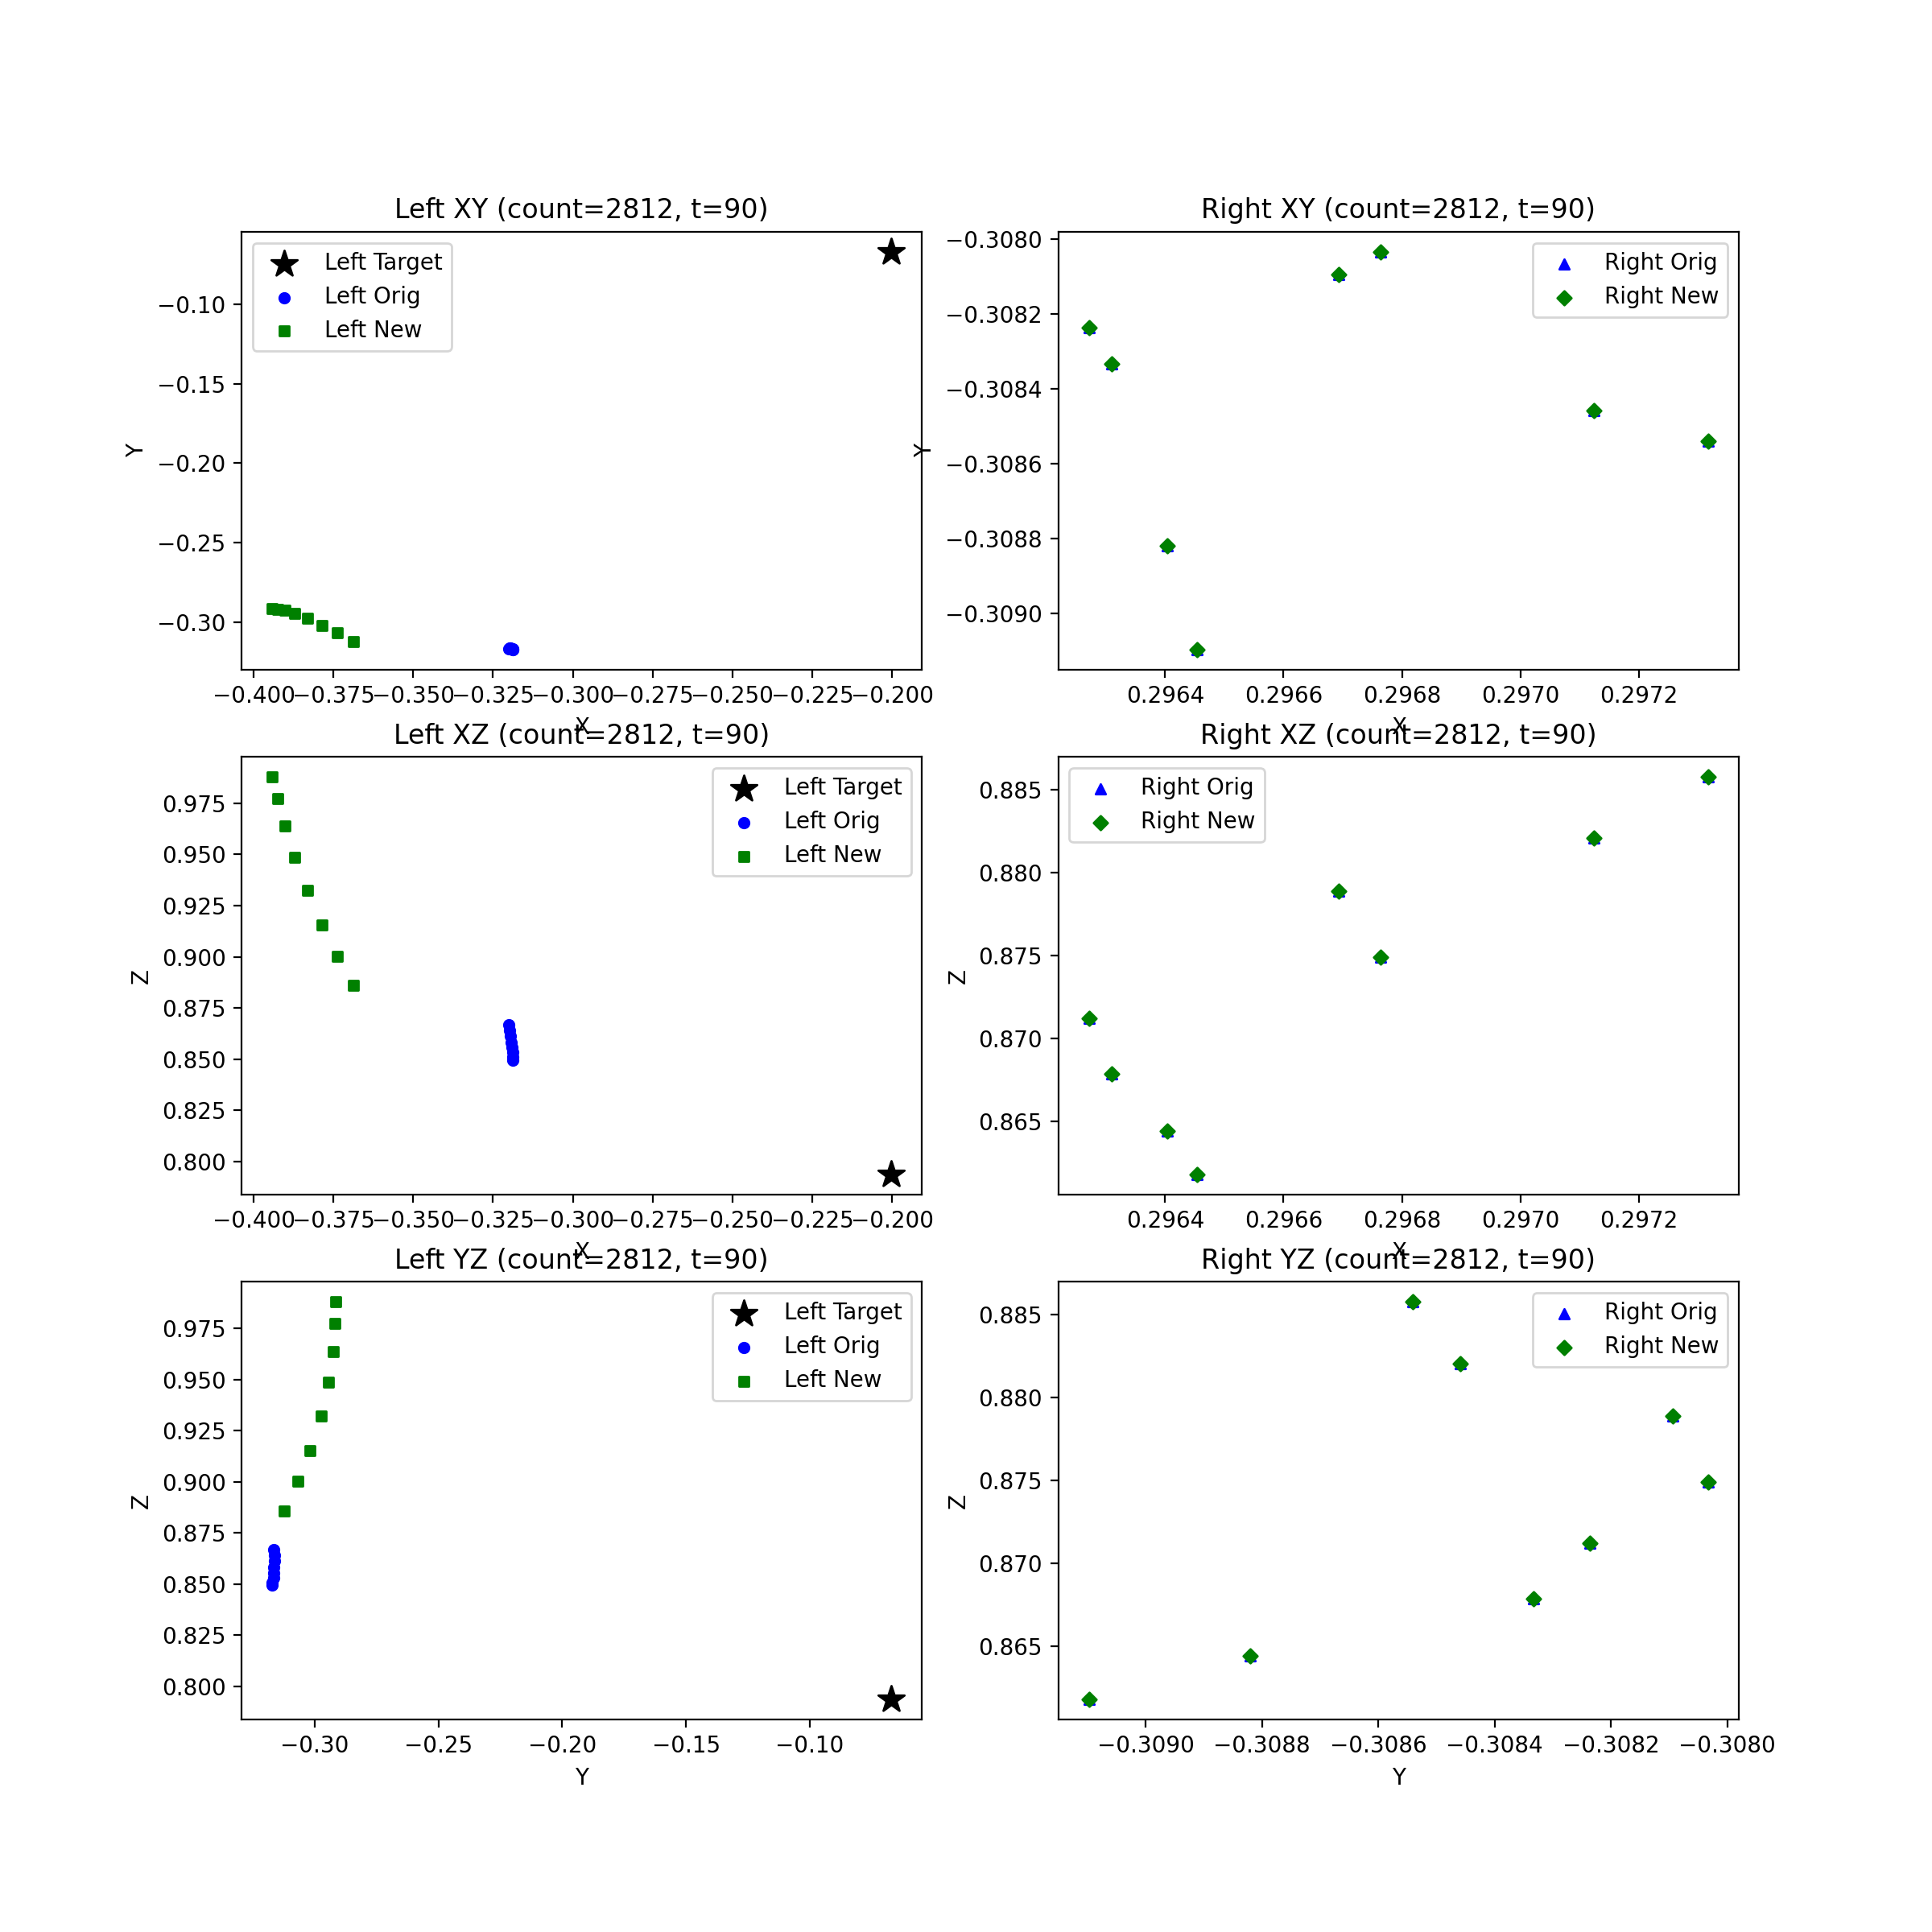 Left XY (count=2812, t=90)
Left Target
Left Orig
Left New
−0.10
−0.15
−0.20
−0.25
−0.30
Y
−0.400 −0.375 −0.350 −0.325 −0.300 −0.275 −0.250 −0.225 −0.200
X
Right XY (count=2812, t=90)
Right Orig
Right New
−0.3080
−0.3082
−0.3084
−0.3086
−0.3088
−0.3090
Y
0.2964 0.2966 0.2968 0.2970 0.2972
X
Left XZ (count=2812, t=90)
Left Target
Left Orig
Left New
0.975
0.950
0.925
0.900
0.875
0.850
0.825
0.800
Z
−0.400 −0.375 −0.350 −0.325 −0.300 −0.275 −0.250 −0.225 −0.200
X
Right XZ (count=2812, t=90)
Right Orig
Right New
0.885
0.880
0.875
0.870
0.865
Z
0.2964 0.2966 0.2968 0.2970 0.2972
X
Left YZ (count=2812, t=90)
Left Target
Left Orig
Left New
0.975
0.950
0.925
0.900
0.875
0.850
0.825
0.800
Z
−0.30 −0.25 −0.20 −0.15 −0.10
Y
Right YZ (count=2812, t=90)
Right Orig
Right New
0.885
0.880
0.875
0.870
0.865
Z
−0.3090 −0.3088 −0.3086 −0.3084 −0.3082 −0.3080
Y